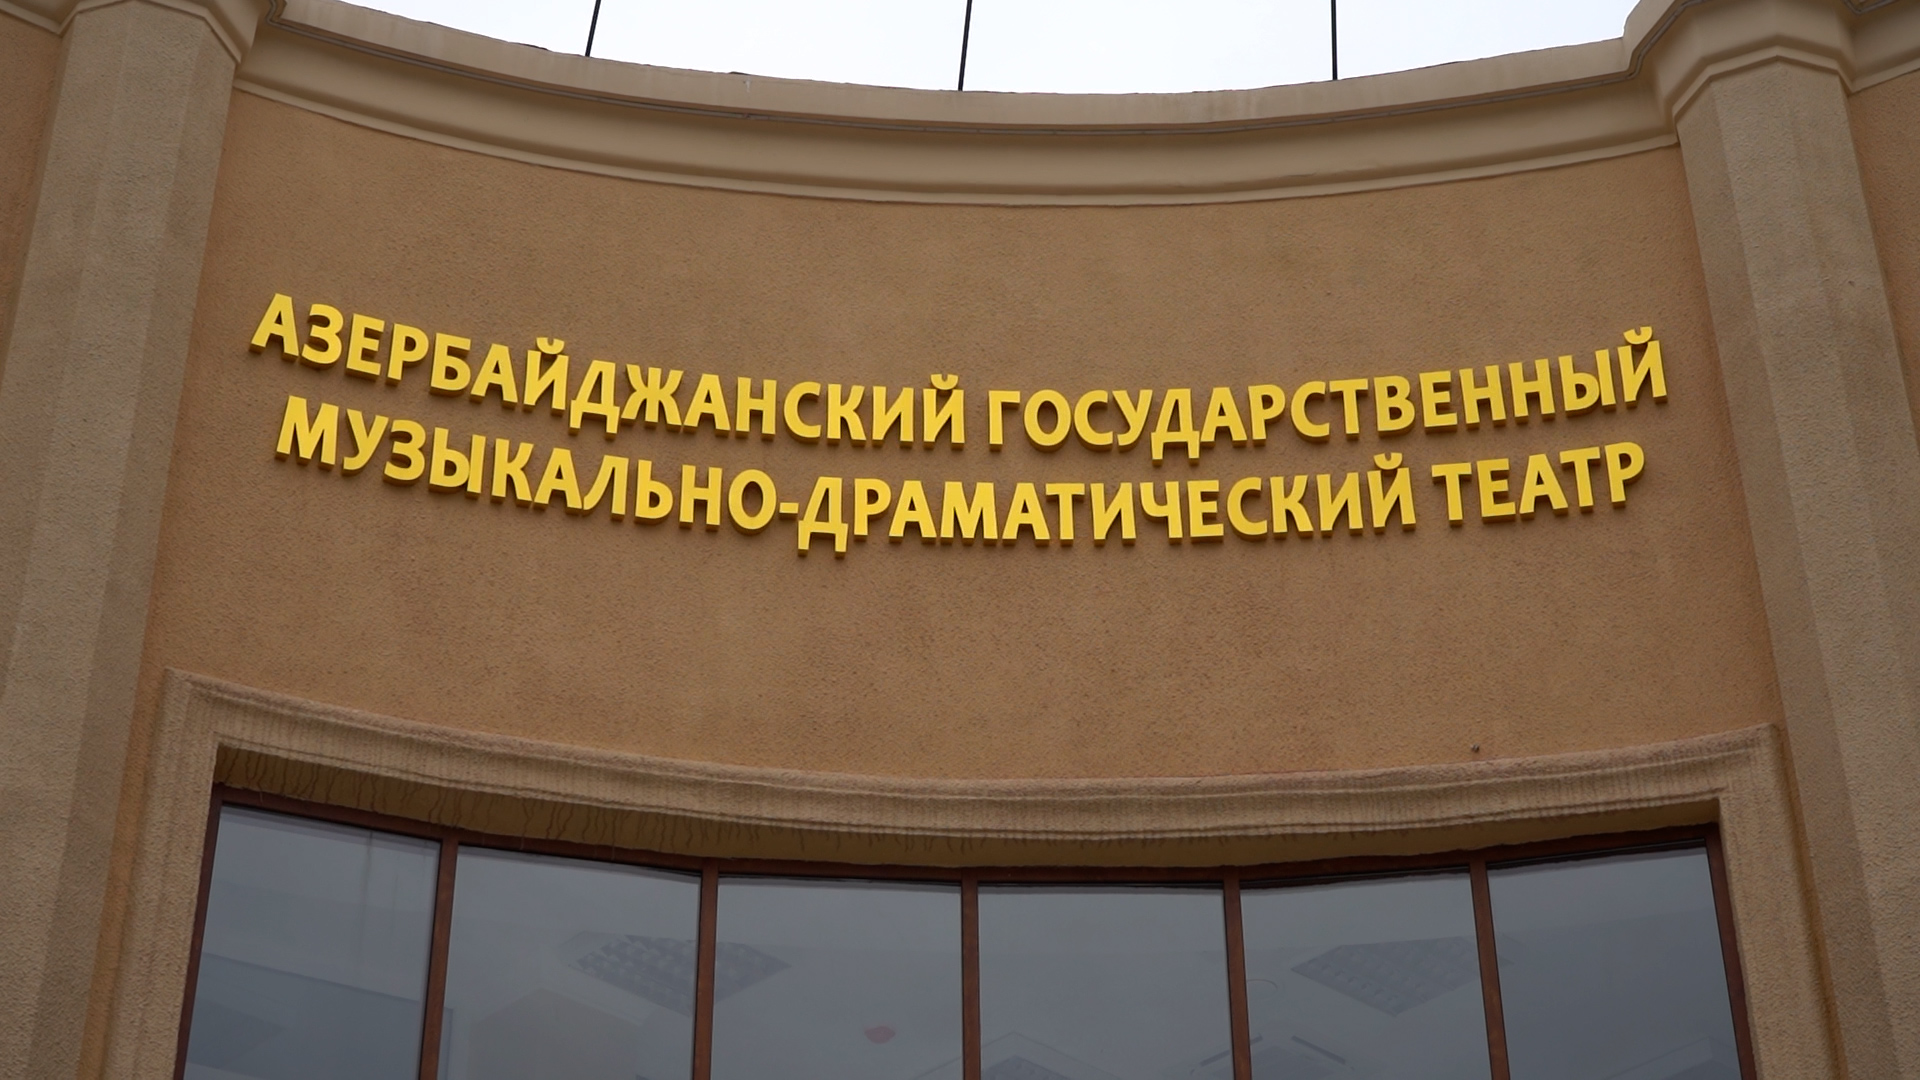 АЗЕРБАЙДЖАНСКИЙ ГОСУДАРСТВЕННЫЙ
МУЗЫКАЛЬНО-ДРАМАТИЧЕСКИЙ ТЕАТР